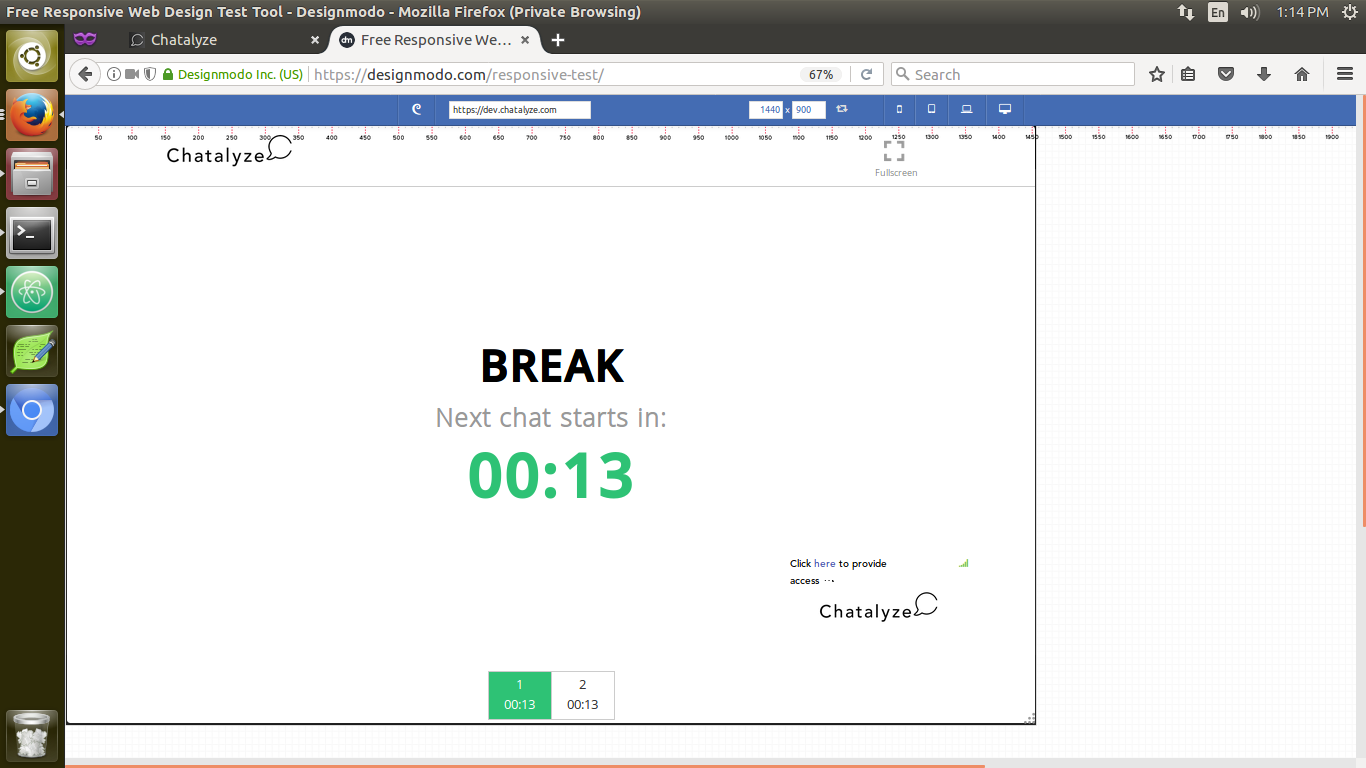 Free Responsive Web Design Test Tool - Designmodo - Mozilla Firefox (Private Browsing)
En
1:14 PM
Chatalyze
Free Responsive We...
Designmodo Inc. (US)
https://designmodo.com/responsive-test/
67%
Search
https://dev.chatalyze.com
1440 x 900
50 100 150 200 250 300 350 400 450 500 550 600 650 700 750 800 850 900 950 1000 1050 1100 1150 1200 1250 1300 1350 1400 1450 1500 1550 1600 1650 1700 1750 1800 1850 1900
Chatalyze
Fullscreen
BREAK
Next chat starts in:
00:13
Click here to provide
access ...
Chatalyze
1 2
00:13 00:13